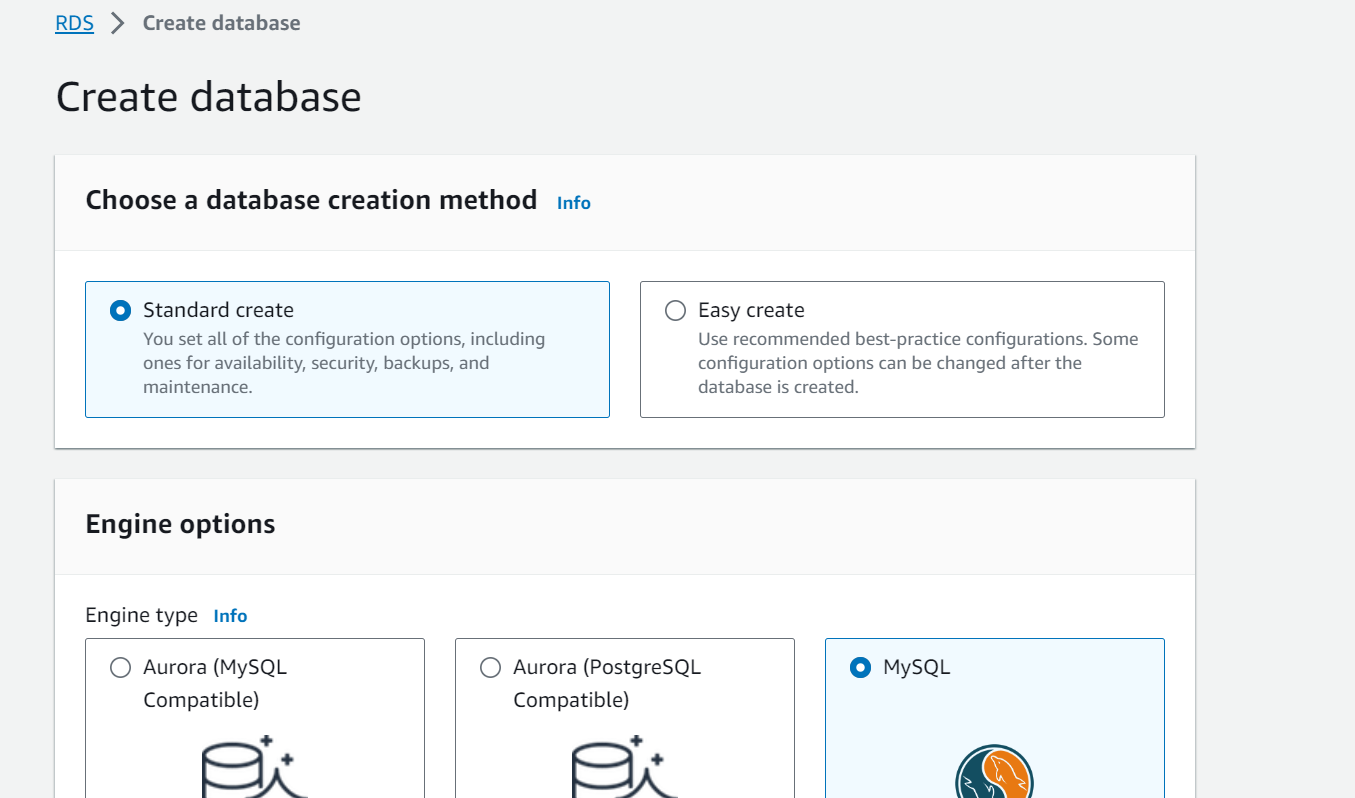 RDS > Create database
Create database
Choose a database creation method Info
Standard create
You set all of the configuration options, including
ones for availability, security, backups, and
maintenance.
Easy create
Use recommended best-practice configurations. Some
configuration options can be changed after the
database is created.
Engine options
Engine type Info
Aurora (MySQL
Compatible)
Aurora (PostgreSQL
Compatible)
MySQL